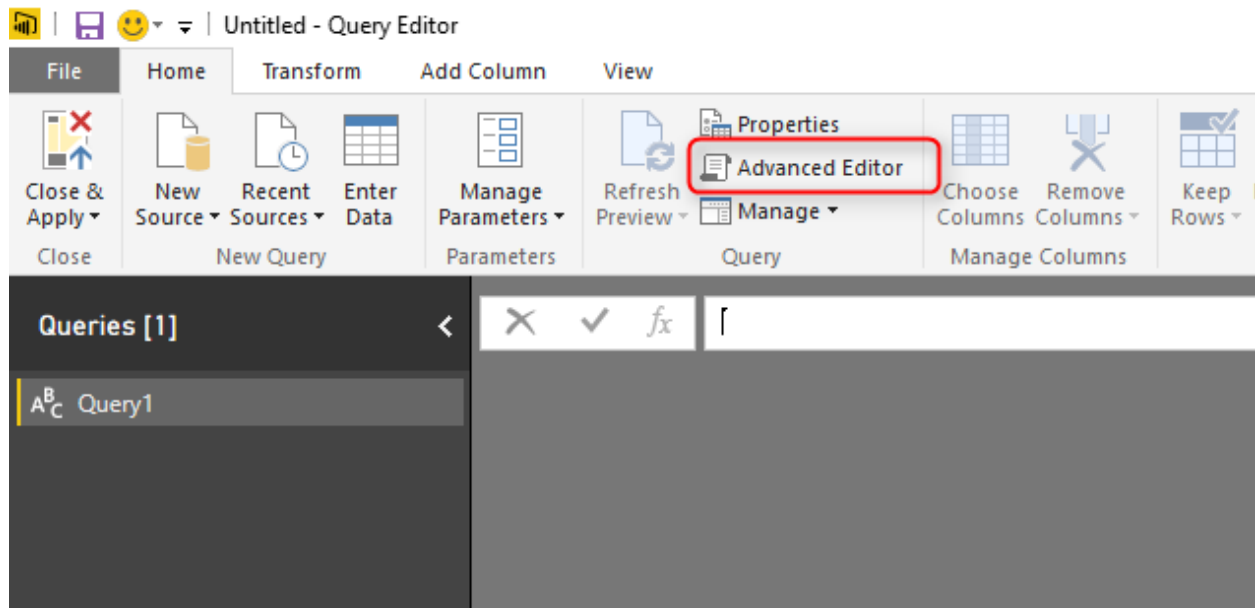 Untitled - Query Editor
File Home Transform Add Column View
Properties
Advanced Editor
Manage
Close & Apply
New Source
Recent Sources
Enter Data
Manage Parameters
Refresh Preview
Choose Columns
Remove Columns
Keep Rows
Close
New Query
Parameters
Query
Manage Columns
Queries [1]
fx
ABC Query1